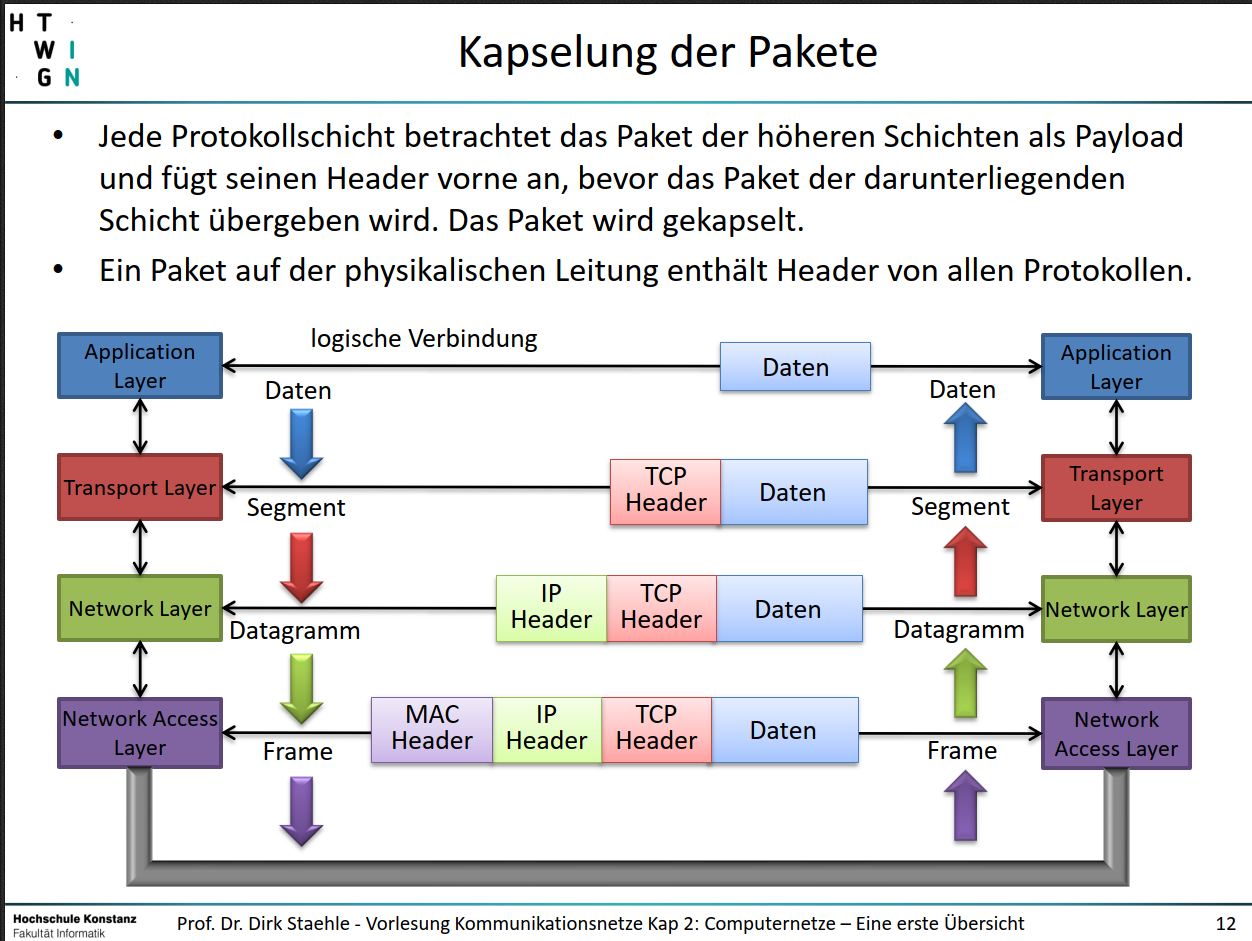 H T
W I
G N
Kapselung der Pakete
• Jede Protokollschicht betrachtet das Paket der höheren Schichten als Payload
und fügt seinen Header vorne an, bevor das Paket der darunterliegenden
Schicht übergeben wird. Das Paket wird gekapselt.
• Ein Paket auf der physikalischen Leitung enthält Header von allen Protokollen.
Application
Layer
logische Verbindung
Daten
Application
Layer
Daten
Daten
Transport Layer
TCP
Header
Daten
Transport
Layer
Segment
Segment
Network Layer
IP
Header
TCP
Header
Daten
Network Layer
Datagramm
Datagramm
Network Access
Layer
MAC
Header
IP
Header
TCP
Header
Daten
Network
Access Layer
Frame
Frame
Hochschule Konstanz
Fakultät Informatik
Prof. Dr. Dirk Staehle - Vorlesung Kommunikationsnetze Kap 2: Computernetze – Eine erste Übersicht
12